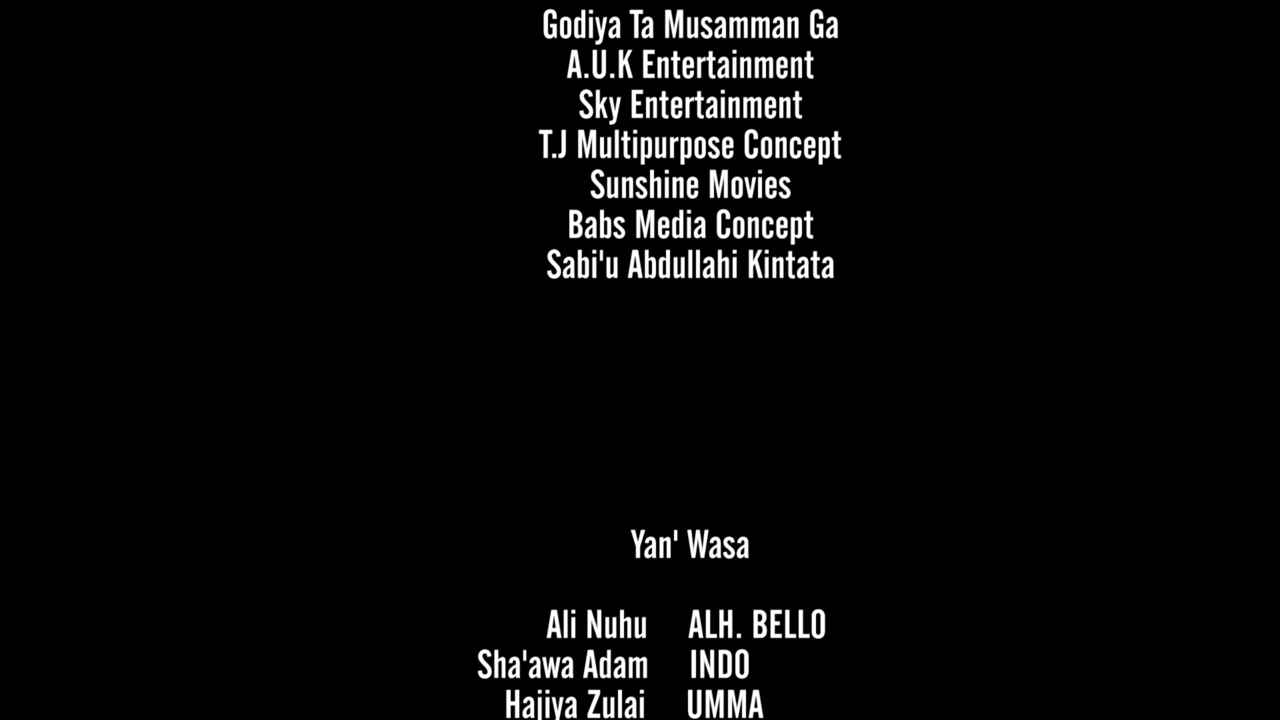 Godiya Ta Musamman Ga
A.U.K Entertainment
Sky Entertainment
T.J Multipurpose Concept
Sunshine Movies
Babs Media Concept
Sabi'u Abdullahi Kintata
Yan' Wasa
Ali Nuhu ALH. BELLO
Sha'awa Adam INDO
Hajiya Zulai UMMA